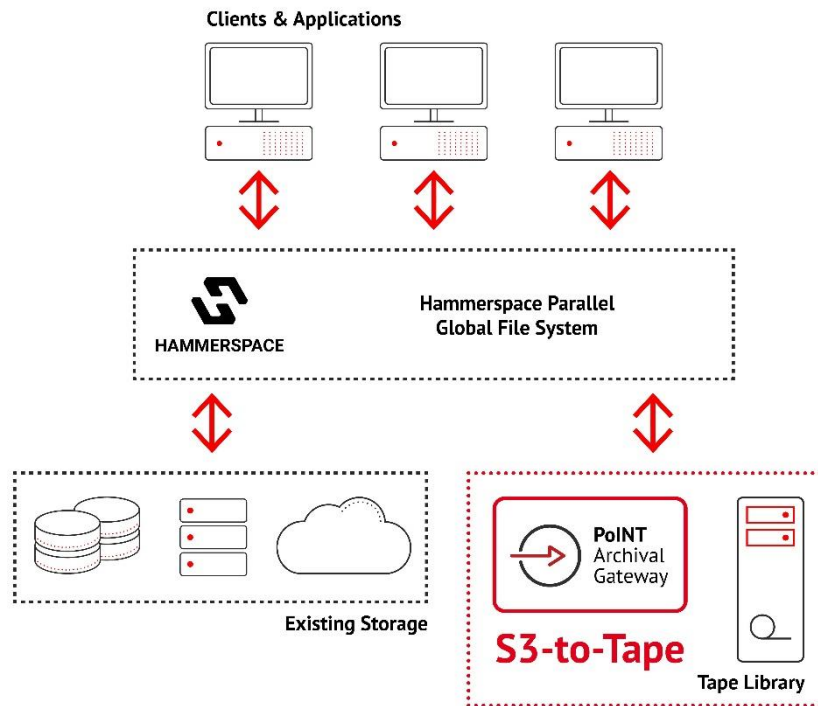 Clients & Applications
HAMMERSPACE
Hammerspace Parallel
Global File System
Existing Storage
PoINT
Archival
Gateway
S3-to-Tape
Tape Library